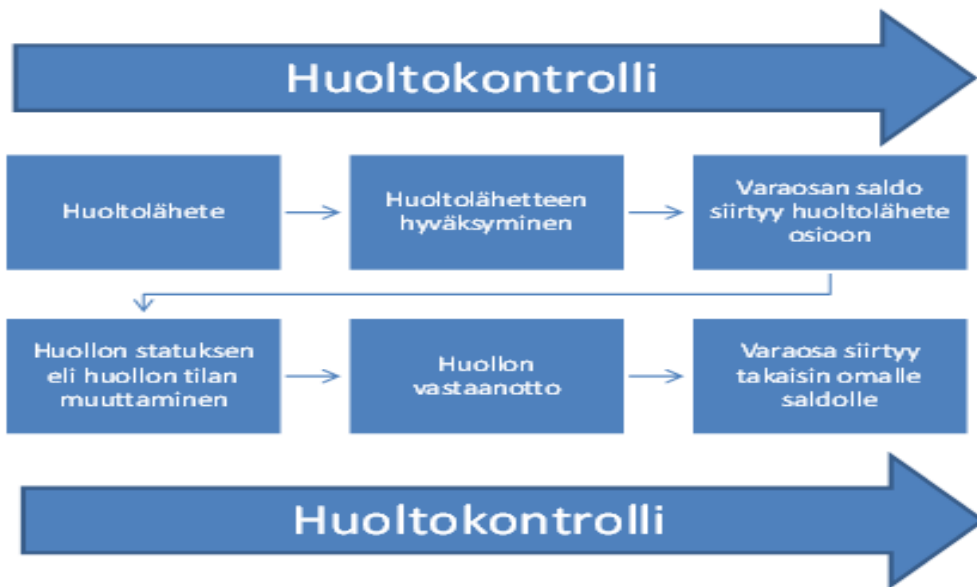 Huoltokontrolli
Huoltolähete
Huoltolähetteen
hyväksyminen
Varaosan saldo
siirtyy huoltolähete
osioon
Huollon statuksen
eli huollon tilan
muuttaminen
Huollon
vastaanotto
Varaosa siirtyy
takaisin omalle
saldolle
Huoltokontrolli